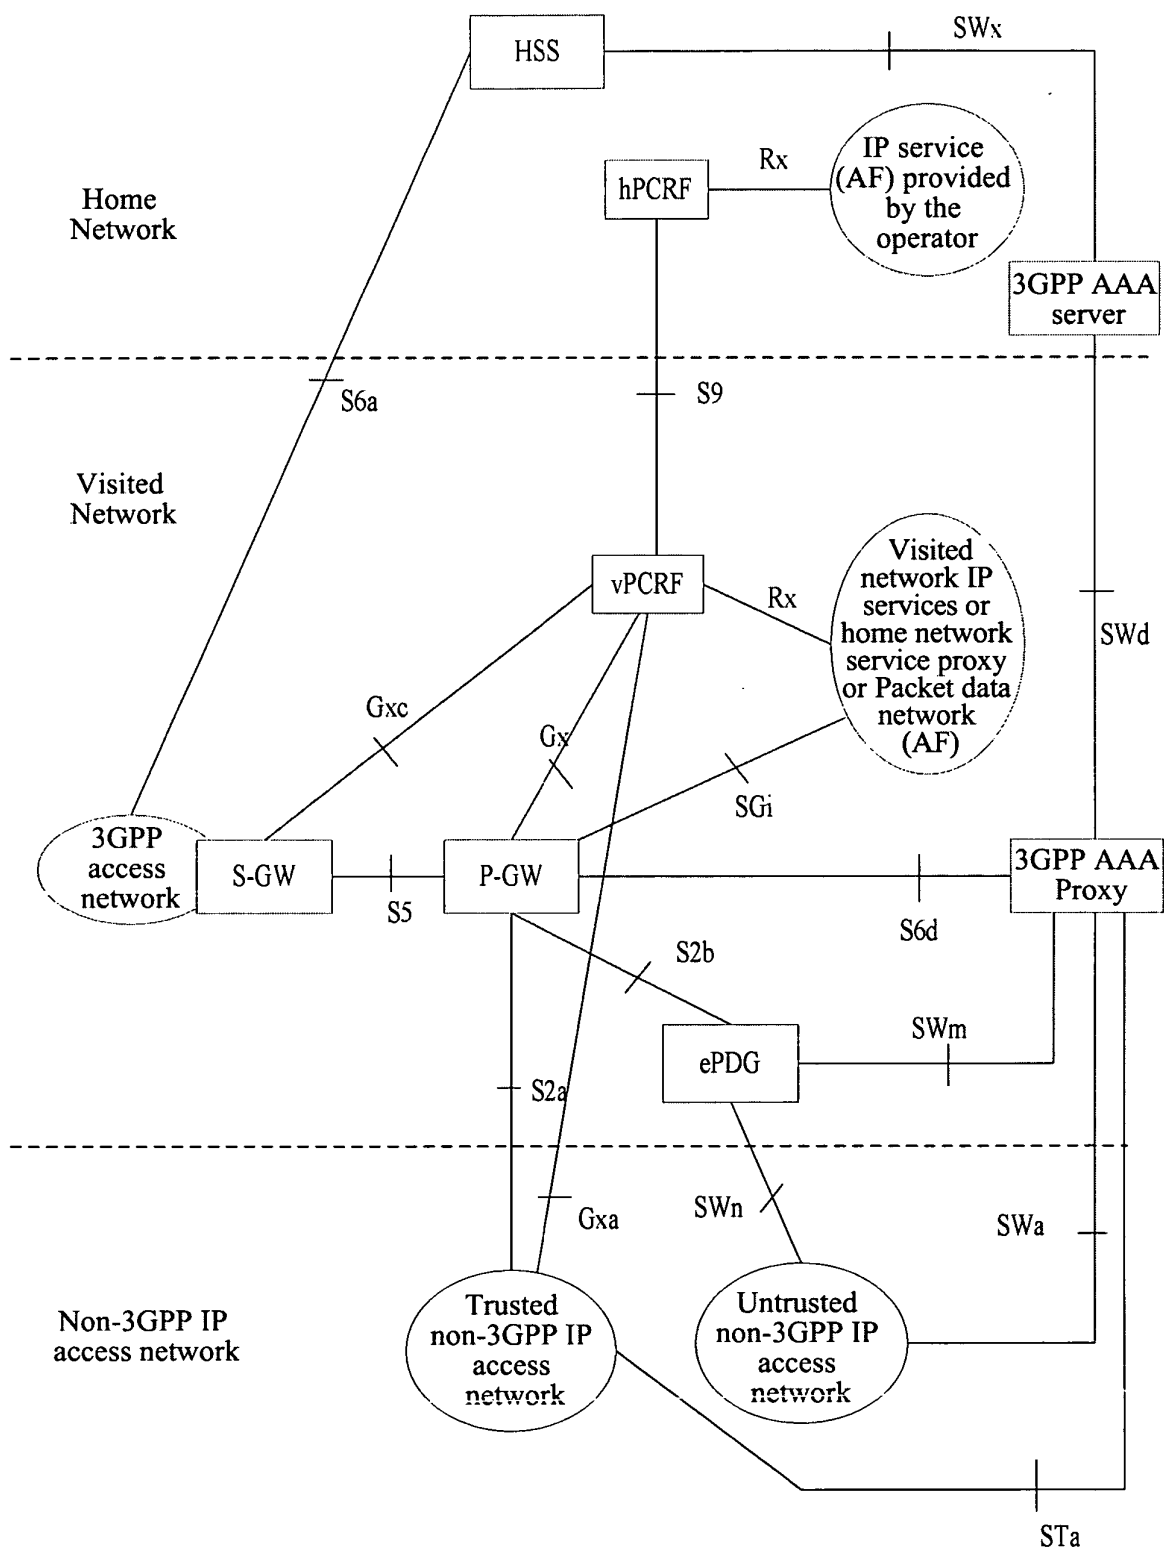 HSS
SWx
hPCRF
Rx
IP service
(AF) provided
by the
operator
Home
Network
3GPP AAA
server
S6a
S9
Visited
Network
vPCRF
Rx
Visited
network IP
services or
home network
service proxy
or Packet data
network
(AF)
SWd
Gxc
Gx
SGi
3GPP
access
network
S-GW
S5
P-GW
S6d
3GPP AAA
Proxy
S2b
SWm
ePDG
S2a
SWn
Gxa
SWa
Non-3GPP IP
access network
Trusted
non-3GPP IP
access
network
Untrusted
non-3GPP IP
access
network
STa